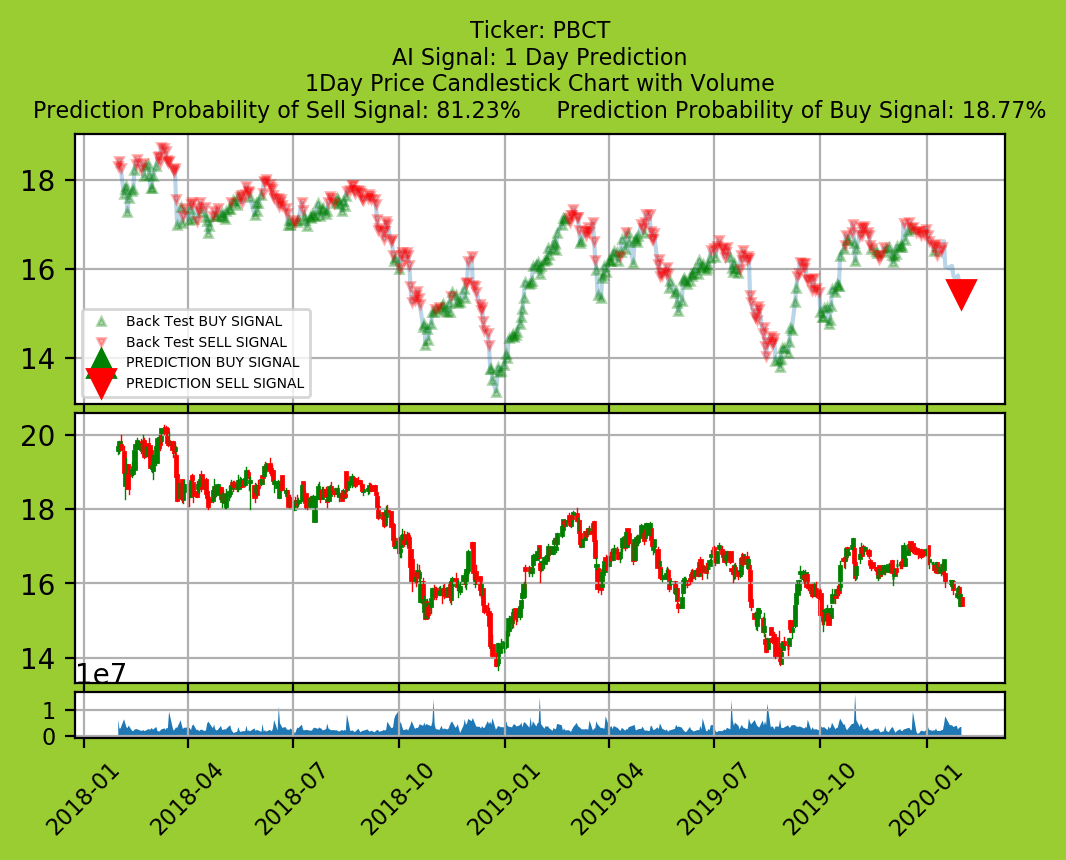 Ticker: PBCT
AI Signal: 1 Day Prediction
1Day Price Candlestick Chart with Volume
Prediction Probability of Sell Signal: 81.23% Prediction Probability of Buy Signal: 18.77%
18
16
14
Back Test BUY SIGNAL
Back Test SELL SIGNAL
PREDICTION BUY SIGNAL
PREDICTION SELL SIGNAL
20
18
16
14
1e7
1
0
2018-01 2018-04 2018-07 2018-10 2019-01 2019-04 2019-07 2019-10 2020-01